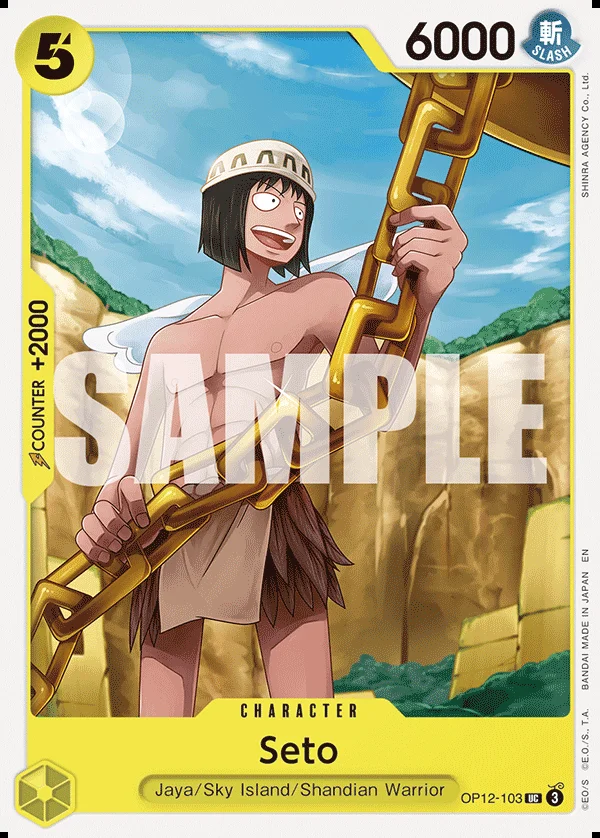 5
6000
斬
SLASH
SHINRA AGENCY Co., Ltd.
COUNTER +2000
SAMPLE
BANDAI MADE IN JAPAN EN
©EO/S ©E.O./S., T.A.
CHARACTER
Seto
Jaya/Sky Island/Shandian Warrior
OP12-103 UC 3